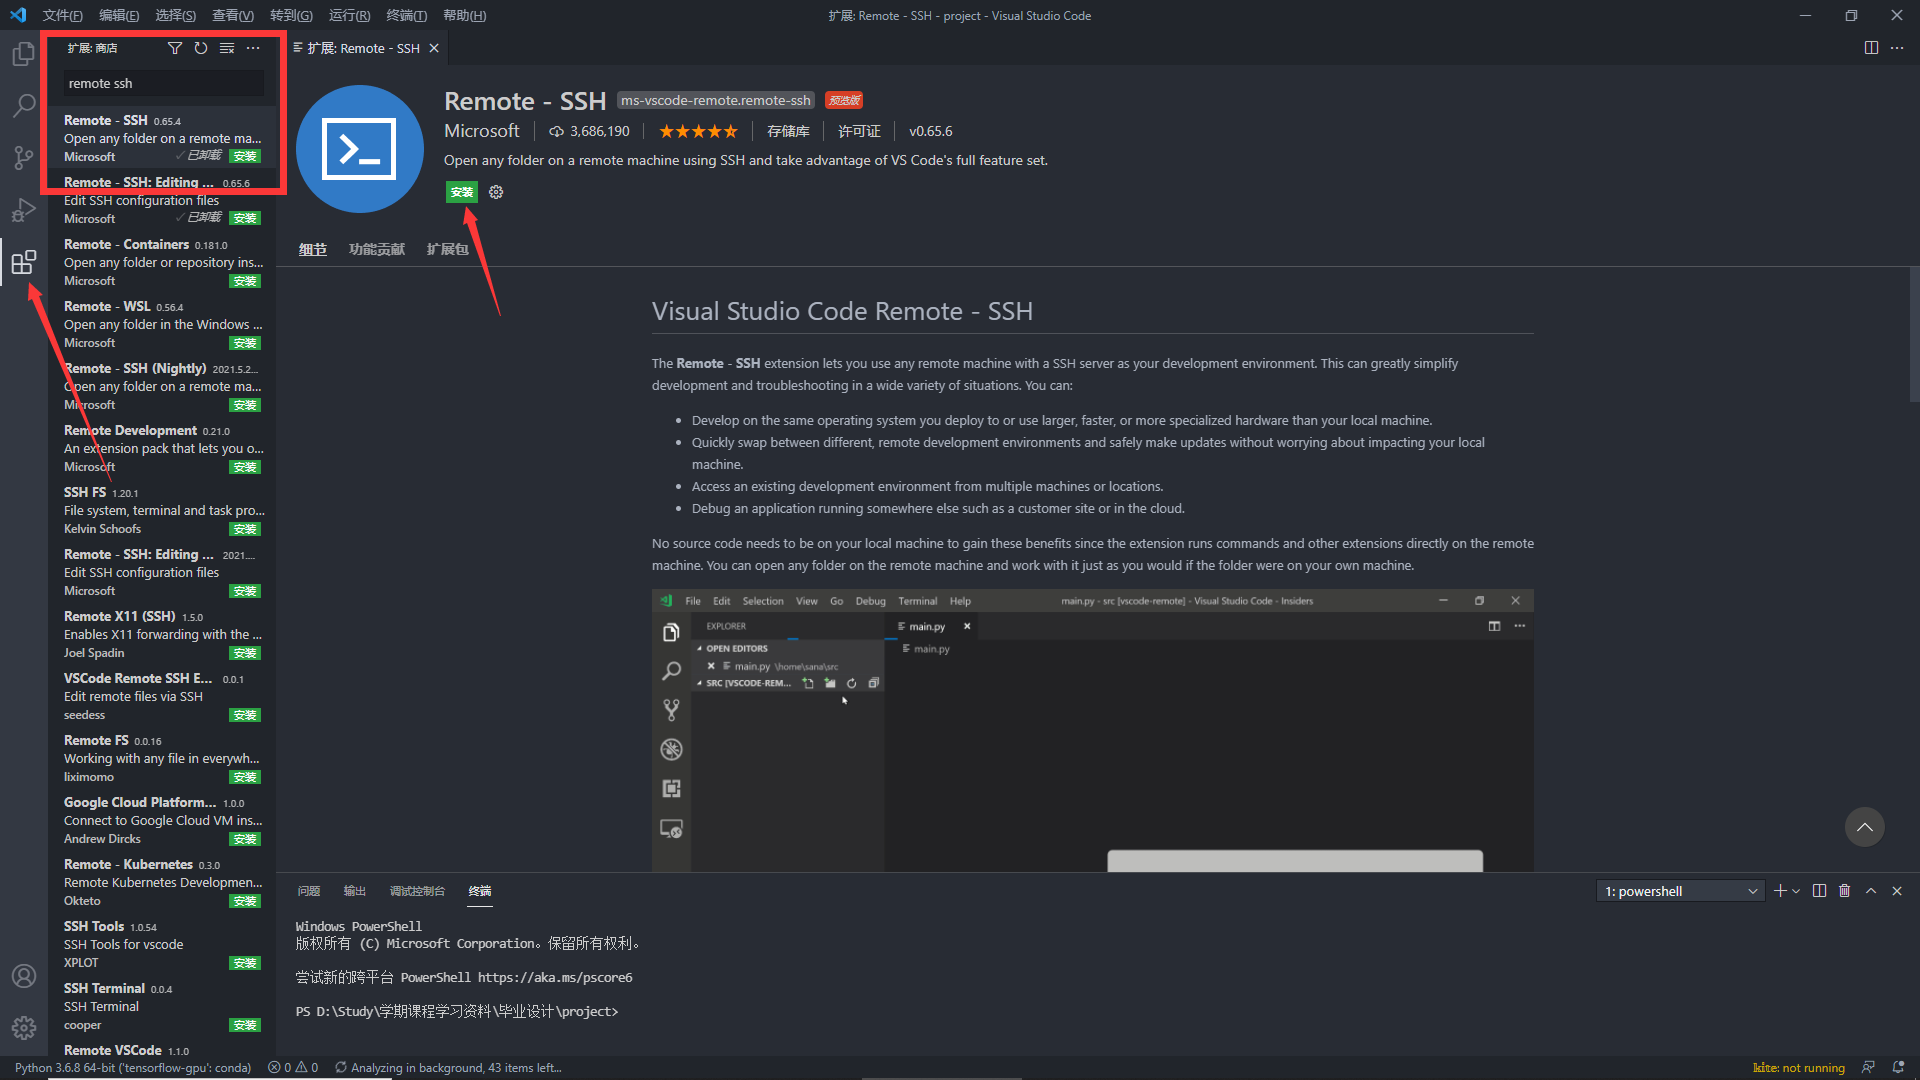 文件(F) 编辑(E) 选择(S) 查看(V) 转到(G) 运行(R) 终端(T) 帮助(H)
扩展: Remote - SSH - project - Visual Studio Code
扩展: 商店
remote ssh
Remote - SSH 0.65.4
Open any folder on a remote ma...
Microsoft 已卸载 安装
Remote - SSH: Editing ... 0.65.6
Edit SSH configuration files
Microsoft 已卸载 安装
Remote - Containers 0.181.0
Open any folder or repository ins...
Microsoft 安装
Remote - WSL 0.56.4
Open any folder in the Windows ...
Microsoft 安装
Remote - SSH (Nightly) 2021.5.2...
Open any folder on a remote ma...
Microsoft 安装
Remote Development 0.21.0
An extension pack that lets you o...
Microsoft 安装
SSH FS 1.20.1
File system, terminal and task pro...
Kelvin Schoofs 安装
Remote - SSH: Editing ... 2021....
Edit SSH configuration files
Microsoft 安装
Remote X11 (SSH) 1.5.0
Enables X11 forwarding with the ...
Joel Spadin 安装
VSCode Remote SSH E... 0.0.1
Edit remote files via SSH
seedess 安装
Remote FS 0.0.16
Working with any file in everywh...
liximomo 安装
Google Cloud Platform... 1.0.0
Connect to Google Cloud VM ins...
Andrew Dircks 安装
Remote - Kubernetes 0.3.0
Remote Kubernetes Developmen...
Okteto 安装
SSH Tools 1.0.54
SSH Tools for vscode
XPLOT 安装
SSH Terminal 0.0.4
SSH Terminal
cooper 安装
Remote VSCode 1.1.0
扩展: Remote - SSH
Remote - SSH ms-vscode-remote.remote-ssh 预览版
Microsoft 3,686,190 存储库 许可证 v0.65.6
Open any folder on a remote machine using SSH and take advantage of VS Code's full feature set.
安装
细节 功能贡献 扩展包
Visual Studio Code Remote - SSH
The Remote - SSH extension lets you use any remote machine with a SSH server as your development environment. This can greatly simplify
development and troubleshooting in a wide variety of situations. You can:
• Develop on the same operating system you deploy to or use larger, faster, or more specialized hardware than your local machine.
• Quickly swap between different, remote development environments and safely make updates without worrying about impacting your local
machine.
• Access an existing development environment from multiple machines or locations.
• Debug an application running somewhere else such as a customer site or in the cloud.
No source code needs to be on your local machine to gain these benefits since the extension runs commands and other extensions directly on the remote
machine. You can open any folder on the remote machine and work with it just as you would if the folder were on your own machine.
File Edit Selection View Go Debug Terminal Help main.py - src [vscode-remote] - Visual Studio Code - Insiders
EXPLORER main.py
OPEN EDITORS main.py
main.py \home\sana\src
SRC [VSCODE-REM...
问题 输出 调试控制台 终端 1: powershell
Windows PowerShell
版权所有 (C) Microsoft Corporation。保留所有权利。
尝试新的跨平台 PowerShell https://aka.ms/pscore6
PS D:\Study\学期课程学习资料\毕业设计\project>
Python 3.6.8 64-bit ('tensorflow-gpu': conda) 0 0 Analyzing in background, 43 items left... kite: not running